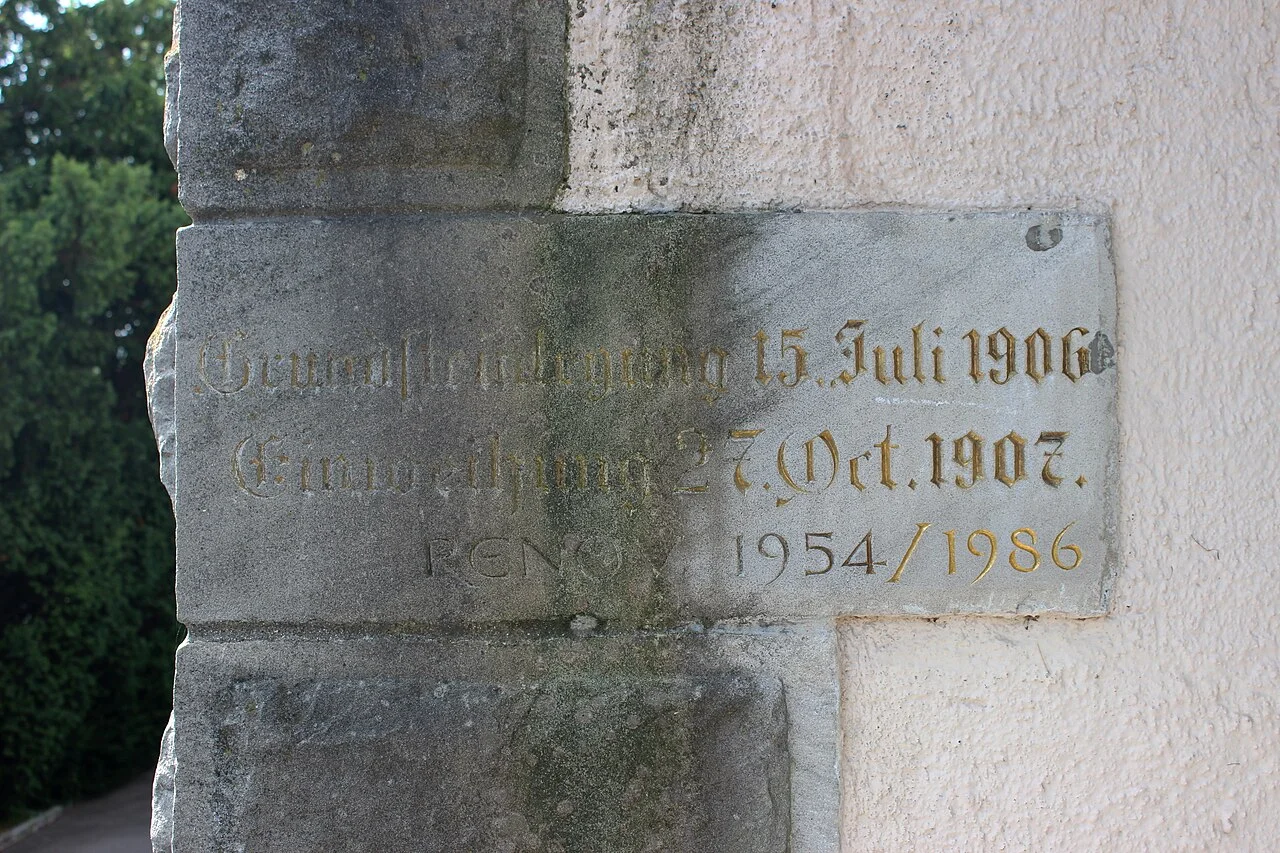 Grundsteinlegung 15. Juli 1906
Einweihung 27. Oct. 1907.
RENOV. 1954/1986